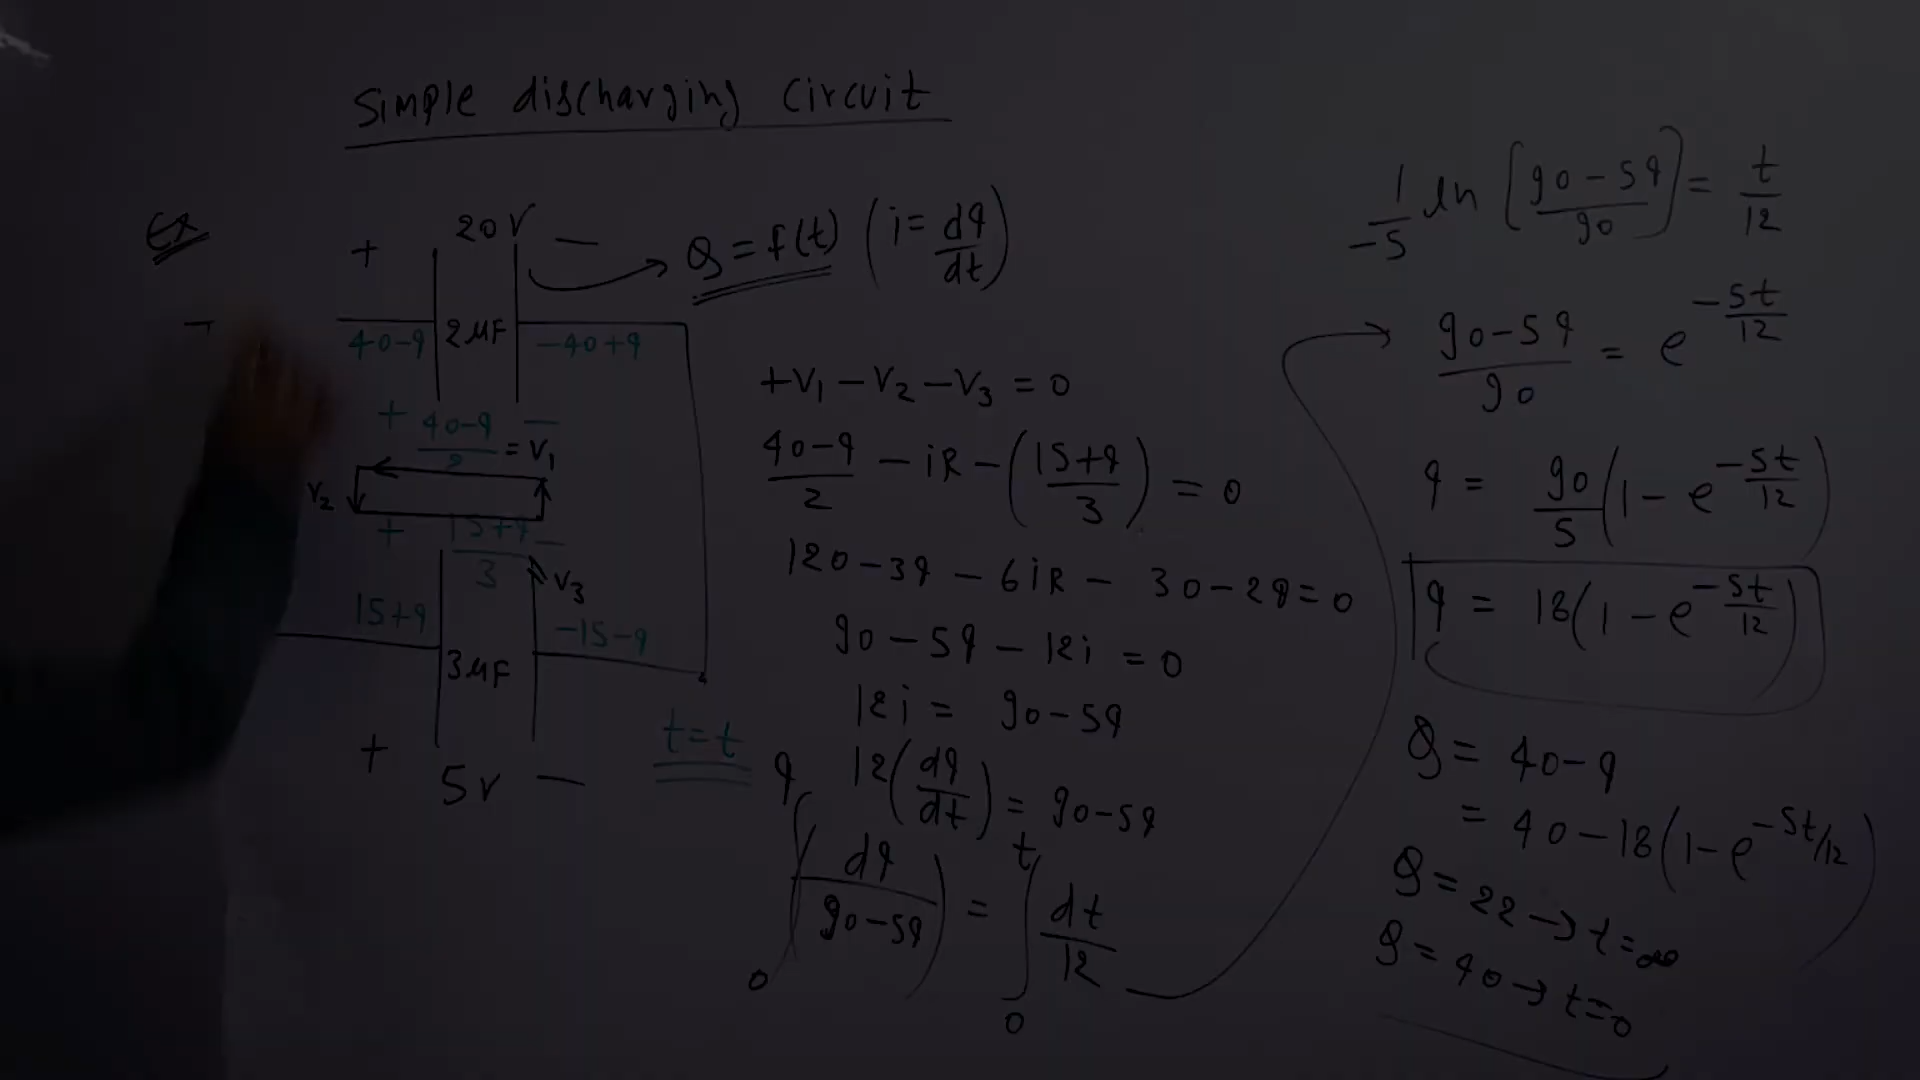 Simple discharging circuit
Ex
+ 20V −
Q = f(t) (i = dq/dt)
40-q 2μF -40+q
+ 40-q/2 = V₁ −
V₂
+ 15+q/3 −
V₃
15+q 3μF -15-q
+ 5V −
t=t
+V₁ - V₂ - V₃ = 0
40-q/2 - iR - (15+q/3) = 0
120-3q - 6iR - 30-2q = 0
90 - 5q - 12i = 0
12i = 90-5q
12(dq/dt) = 90-5q
∫₀^q (dq/90-5q) = ∫₀^t dt/12
1/-5 ln [90-5q/90] = t/12
90-5q/90 = e^-5t/12
q = 90/5 (1 - e^-5t/12)
q = 18(1 - e^-5t/12)
Q = 40-q
= 40-18(1-e^-5t/12)
Q = 22 → t=∞
Q = 40 → t=0